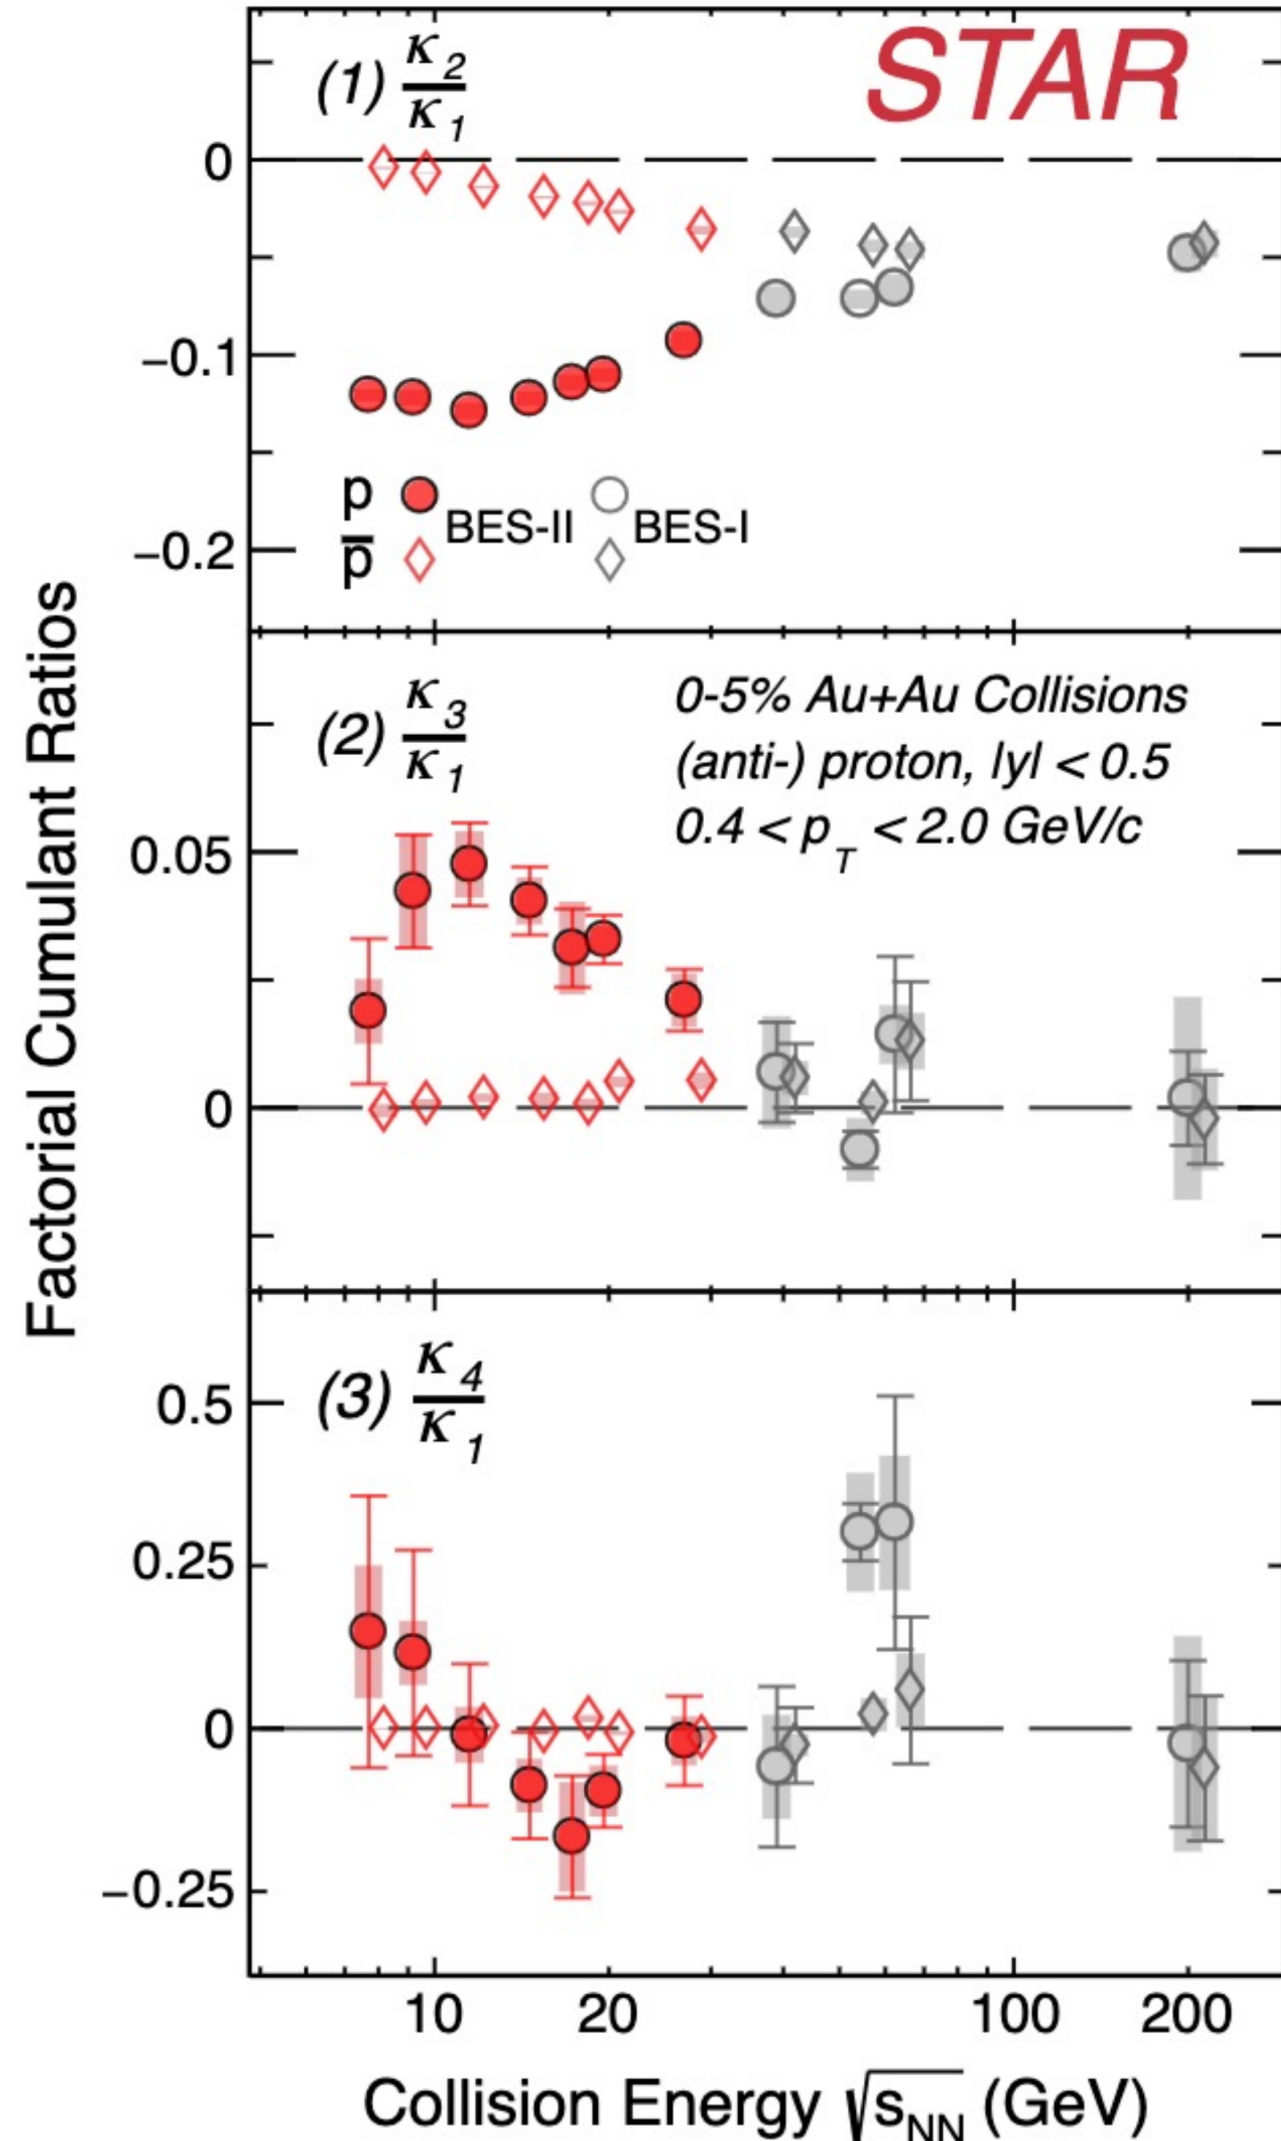 Factorial Cumulant Ratios
(1) κ2/κ1
STAR
0
−0.1
−0.2
p BES-II BES-I
p̅
(2) κ3/κ1
0-5% Au+Au Collisions
(anti-) proton, lyl < 0.5
0.4 < pT < 2.0 GeV/c
0.05
0
(3) κ4/κ1
0.5
0.25
0
−0.25
10 20 100 200
Collision Energy √sNN (GeV)